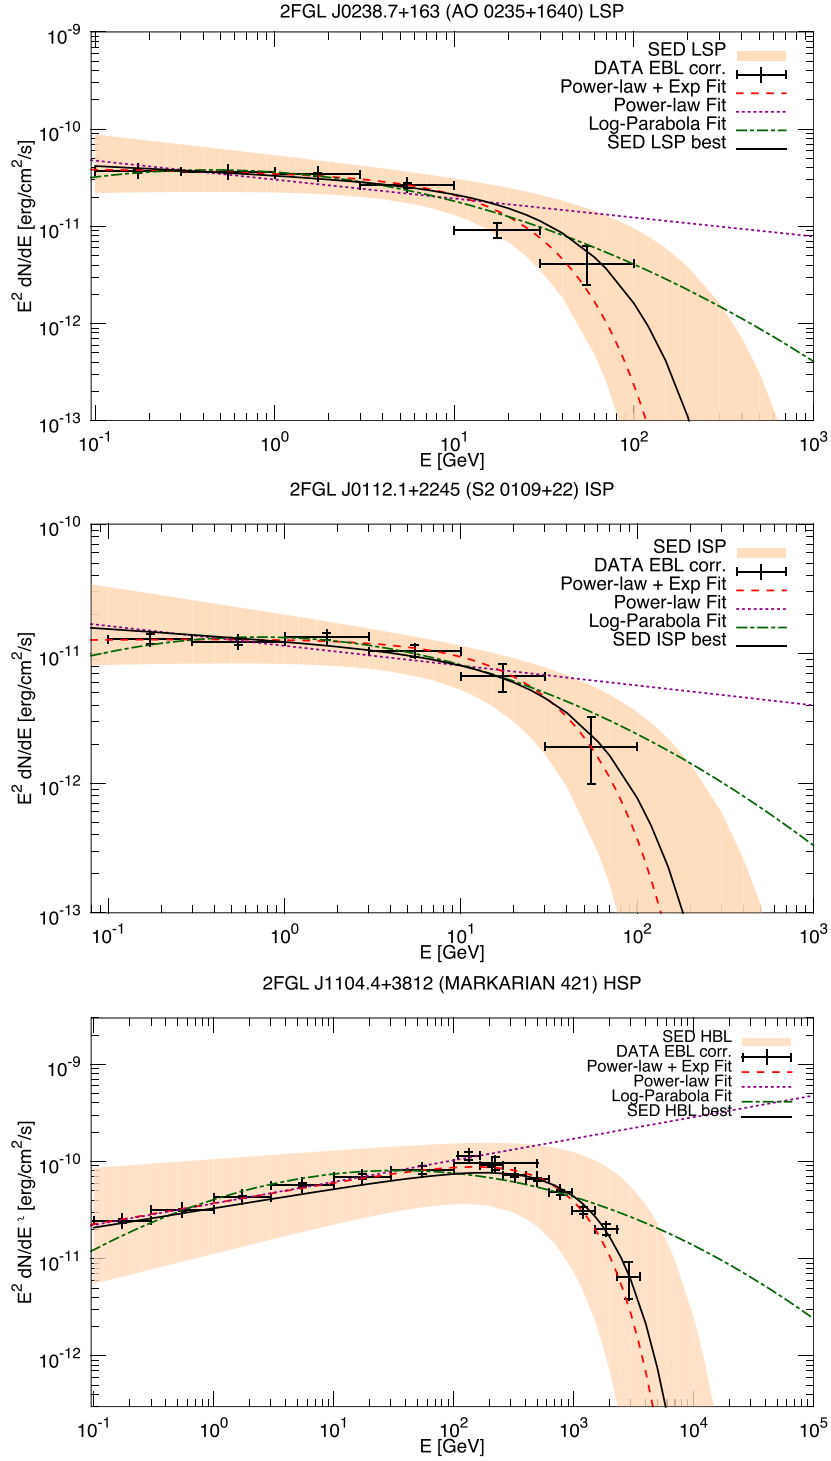 2FGL J0238.7+163 (AO 0235+1640) LSP
10^-9
10^-10
10^-11
10^-12
10^-13
E^2 dN/dE [erg/cm^2/s]
SED LSP
DATA EBL corr.
Power-law + Exp Fit
Power-law Fit
Log-Parabola Fit
SED LSP best
10^-1 10^0 10^1 10^2 10^3
E [GeV]
2FGL J0112.1+2245 (S2 0109+22) ISP
10^-10
10^-11
10^-12
10^-13
E^2 dN/dE [erg/cm^2/s]
SED ISP
DATA EBL corr.
Power-law + Exp Fit
Power-law Fit
Log-Parabola Fit
SED ISP best
10^-1 10^0 10^1 10^2 10^3
E [GeV]
2FGL J1104.4+3812 (MARKARIAN 421) HSP
10^-9
10^-10
10^-11
10^-12
E^2 dN/dE [erg/cm^2/s]
SED HBL
DATA EBL corr.
Power-law + Exp Fit
Power-law Fit
Log-Parabola Fit
SED HBL best
10^-1 10^0 10^1 10^2 10^3 10^4 10^5
E [GeV]